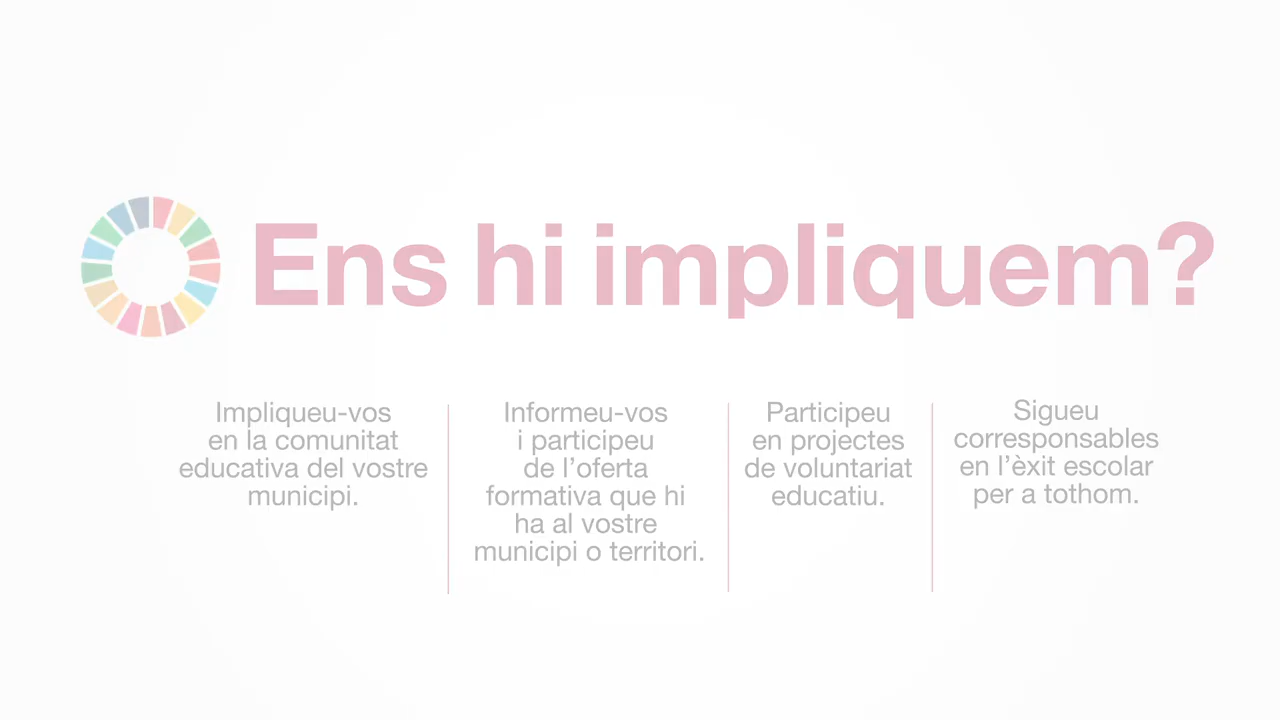 Ens hi impliquem?
Impliqueu-vos
en la comunitat
educativa del vostre
municipi.
Informeu-vos
i participeu
de l’oferta
formativa que hi
ha al vostre
municipi o territori.
Participeu
en projectes
de voluntariat
educatiu.
Sigueu
corresponsables
en l’èxit escolar
per a tothom.